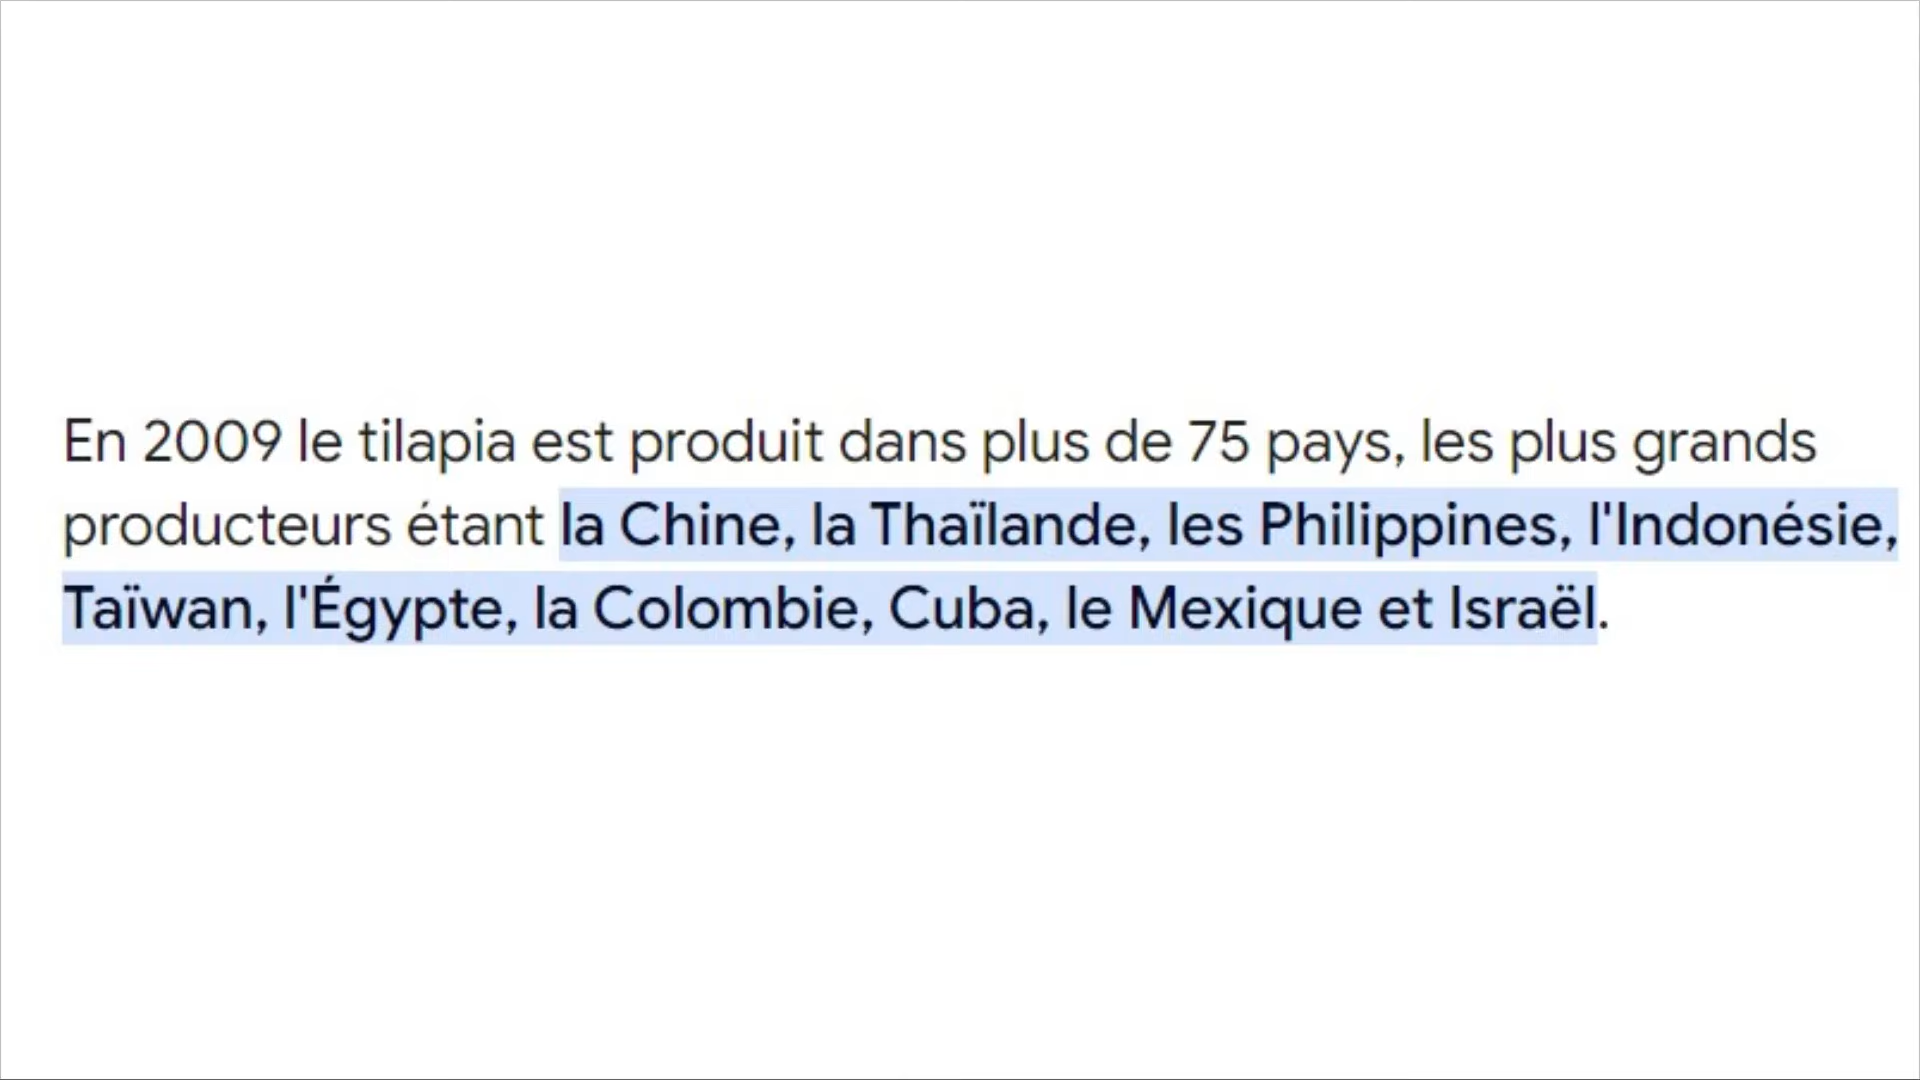 En 2009 le tilapia est produit dans plus de 75 pays, les plus grands
producteurs étant la Chine, la Thaïlande, les Philippines, l'Indonésie,
Taïwan, l'Égypte, la Colombie, Cuba, le Mexique et Israël.